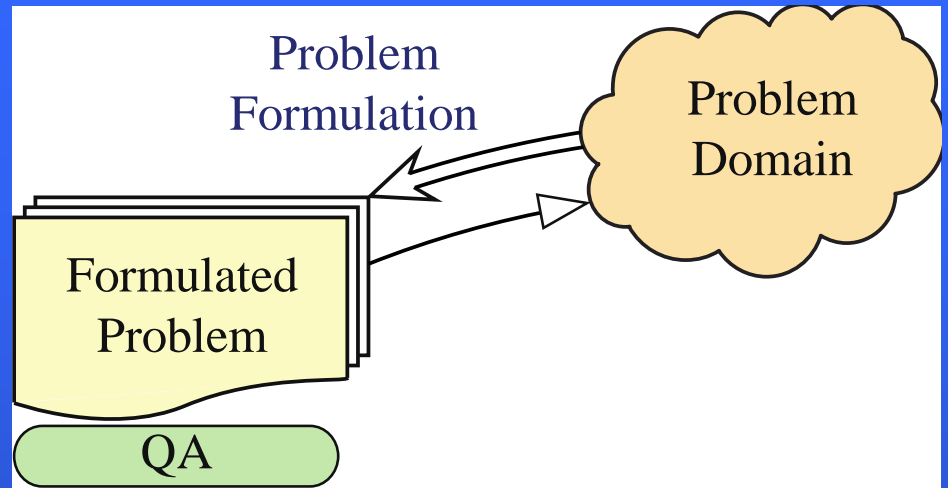 Problem
Formulation
Problem
Domain
Formulated
Problem
QA